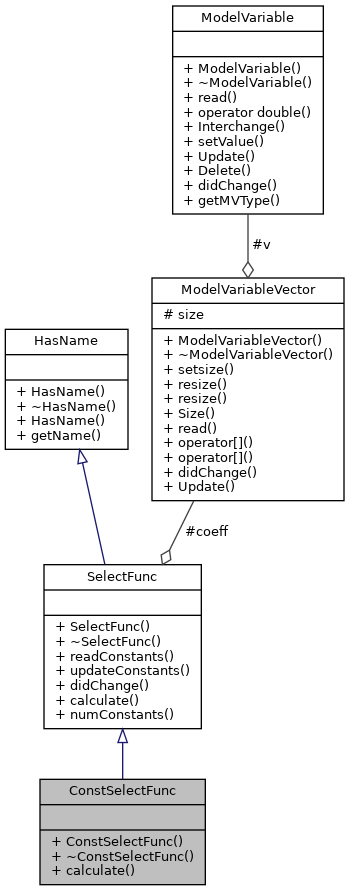 ModelVariable
+ ModelVariable()
+ ~ModelVariable()
+ read()
+ operator double()
+ Interchange()
+ setValue()
+ Update()
+ Delete()
+ didChange()
+ getMVType()
#v
ModelVariableVector
# size
+ ModelVariableVector()
+ ~ModelVariableVector()
+ setsize()
+ resize()
+ resize()
+ Size()
+ read()
+ operator[]()
+ operator[]()
+ didChange()
+ Update()
HasName
+ HasName()
+ ~HasName()
+ HasName()
+ getName()
#coeff
SelectFunc
+ SelectFunc()
+ ~SelectFunc()
+ readConstants()
+ updateConstants()
+ didChange()
+ calculate()
+ numConstants()
ConstSelectFunc
+ ConstSelectFunc()
+ ~ConstSelectFunc()
+ calculate()